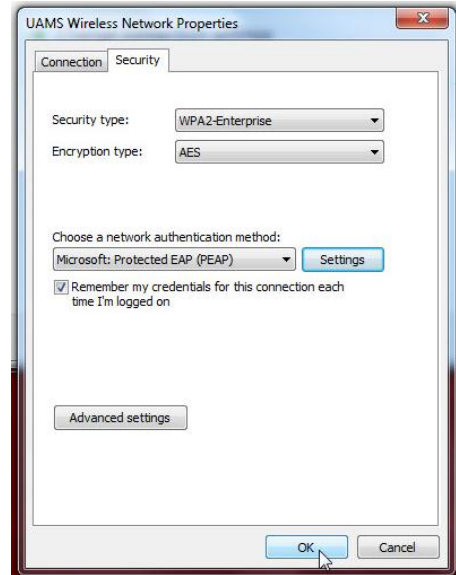 UAMS Wireless Network Properties
Connection Security
Security type: WPA2-Enterprise
Encryption type: AES
Choose a network authentication method:
Microsoft: Protected EAP (PEAP) Settings
Remember my credentials for this connection each
time I'm logged on
Advanced settings
OK Cancel